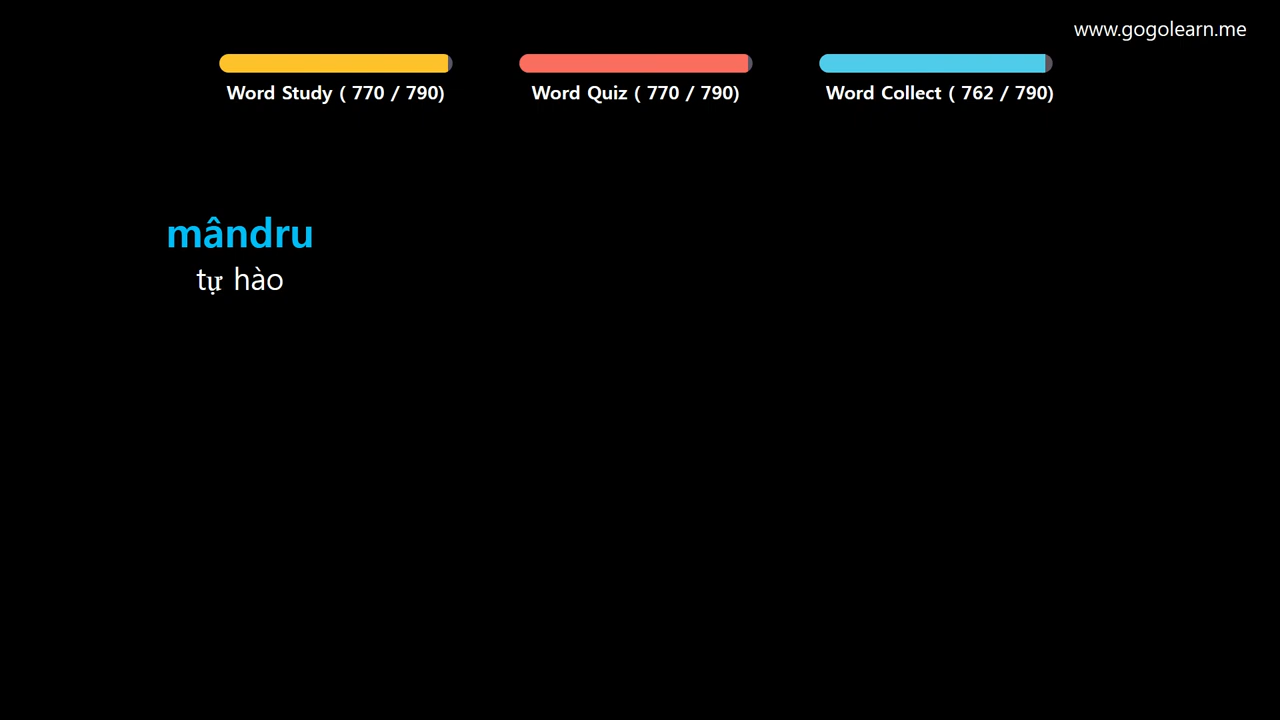 www.gogolearn.me
Word Study ( 770 / 790)
Word Quiz ( 770 / 790)
Word Collect ( 762 / 790)
mândru
tự hào